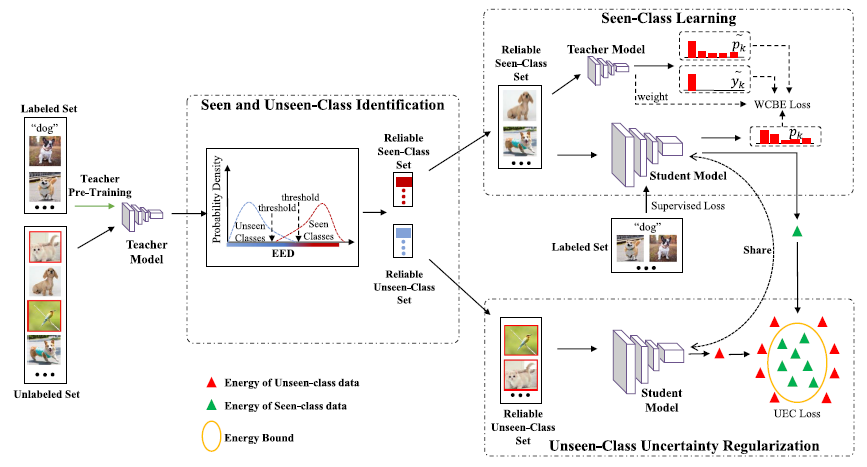 Seen-Class Learning
Reliable
Seen-Class
Set
Teacher Model
p̃k
ỹk
weight
WCBE Loss
pk
Student Model
Supervised Loss
Labeled Set
“dog”
Share
Labeled Set
“dog”
Teacher
Pre-Training
Teacher
Model
Unlabeled Set
Seen and Unseen-Class Identification
Probability Density
threshold
threshold
Unseen
Classes
Seen
Classes
EED
Reliable
Seen-Class
Set
Reliable
Unseen-Class
Set
Reliable
Unseen-Class
Set
Student
Model
UEC Loss
Unseen-Class Uncertainty Regularization
Energy of Unseen-class data
Energy of Seen-class data
Energy Bound